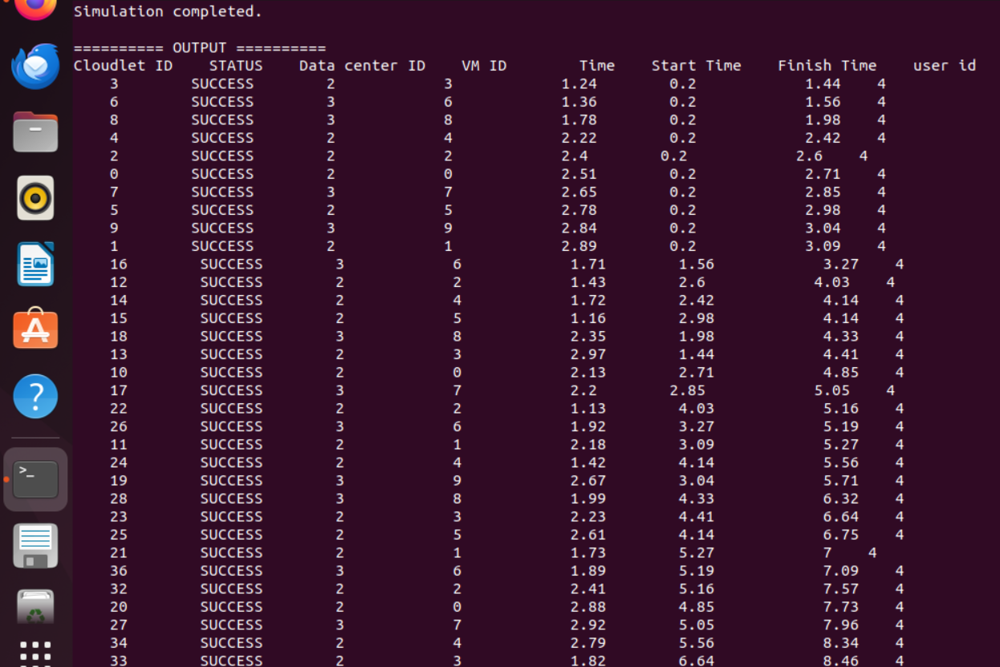 Simulation completed.
========== OUTPUT ==========
Cloudlet ID    STATUS    Data center ID    VM ID        Time    Start Time    Finish Time    user id
3    SUCCESS    2    3    1.24    0.2    1.44    4
6    SUCCESS    3    6    1.36    0.2    1.56    4
8    SUCCESS    3    8    1.78    0.2    1.98    4
4    SUCCESS    2    4    2.22    0.2    2.42    4
2    SUCCESS    2    2    2.4    0.2    2.6    4
0    SUCCESS    2    0    2.51    0.2    2.71    4
7    SUCCESS    3    7    2.65    0.2    2.85    4
5    SUCCESS    2    5    2.78    0.2    2.98    4
9    SUCCESS    3    9    2.84    0.2    3.04    4
1    SUCCESS    2    1    2.89    0.2    3.09    4
16    SUCCESS    3    6    1.71    1.56    3.27    4
12    SUCCESS    2    2    1.43    2.6    4.03    4
14    SUCCESS    2    4    1.72    2.42    4.14    4
15    SUCCESS    2    5    1.16    2.98    4.14    4
18    SUCCESS    3    8    2.35    1.98    4.33    4
13    SUCCESS    2    3    2.97    1.44    4.41    4
10    SUCCESS    2    0    2.13    2.71    4.85    4
17    SUCCESS    3    7    2.2    2.85    5.05    4
22    SUCCESS    2    2    1.13    4.03    5.16    4
26    SUCCESS    3    6    1.92    3.27    5.19    4
11    SUCCESS    2    1    2.18    3.09    5.27    4
24    SUCCESS    2    4    1.42    4.14    5.56    4
19    SUCCESS    3    9    2.67    3.04    5.71    4
28    SUCCESS    3    8    1.99    4.33    6.32    4
23    SUCCESS    2    3    2.23    4.41    6.64    4
25    SUCCESS    2    5    2.61    4.14    6.75    4
21    SUCCESS    2    1    1.73    5.27    7    4
36    SUCCESS    3    6    1.89    5.19    7.09    4
32    SUCCESS    2    2    2.41    5.16    7.57    4
20    SUCCESS    2    0    2.88    4.85    7.73    4
27    SUCCESS    3    7    2.92    5.05    7.96    4
34    SUCCESS    2    4    2.79    5.56    8.34    4
33    SUCCESS    2    3    1.82    6.64    8.46    4